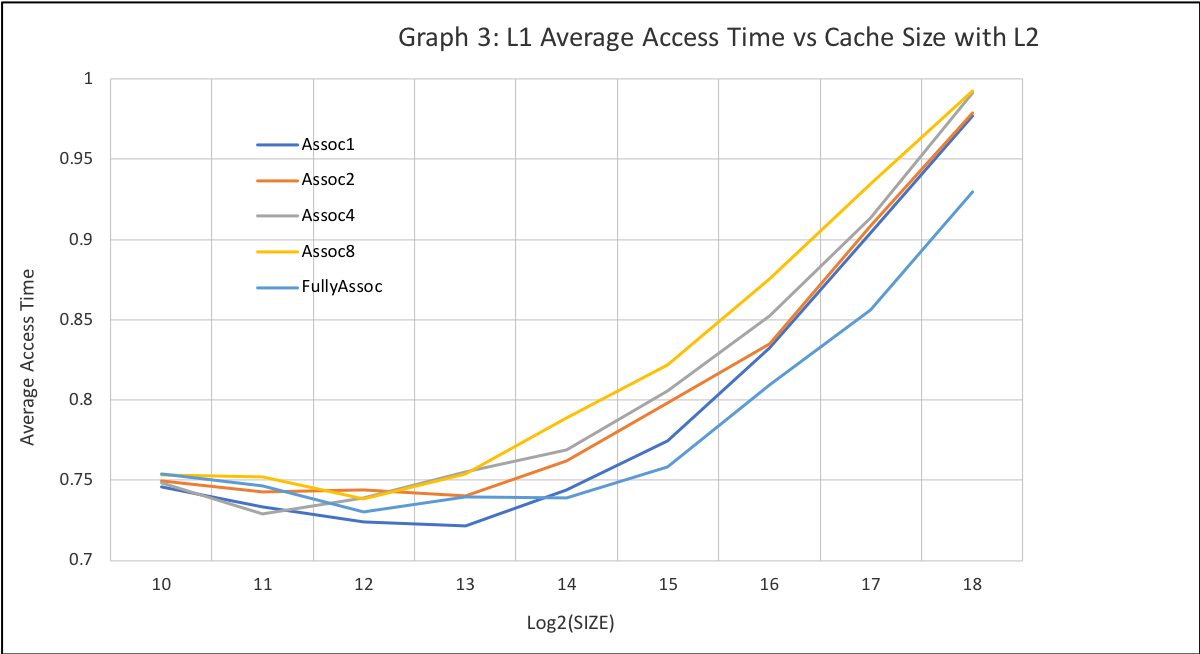 Graph 3: L1 Average Access Time vs Cache Size with L2
1
0.95
0.9
0.85
0.8
0.75
0.7
Average Access Time
Assoc1
Assoc2
Assoc4
Assoc8
FullyAssoc
10 11 12 13 14 15 16 17 18
Log2(SIZE)